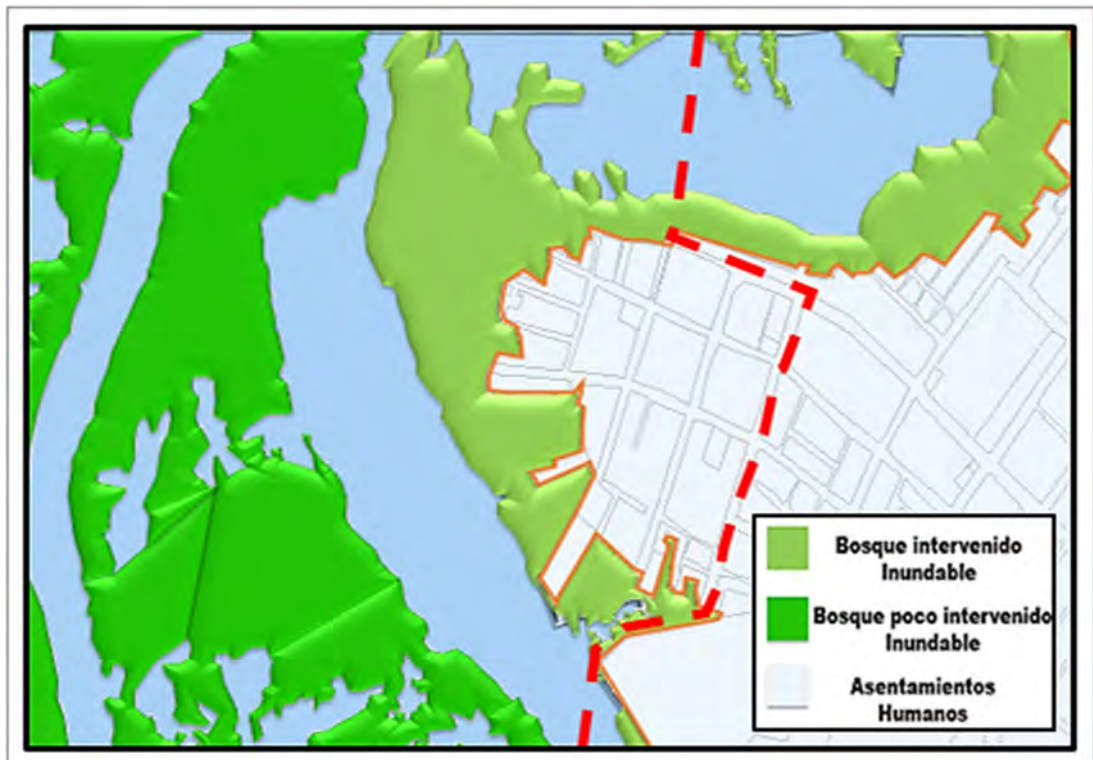 Bosque intervenido
Inundable
Bosque poco intervenido
Inundable
Asentamientos
Humanos